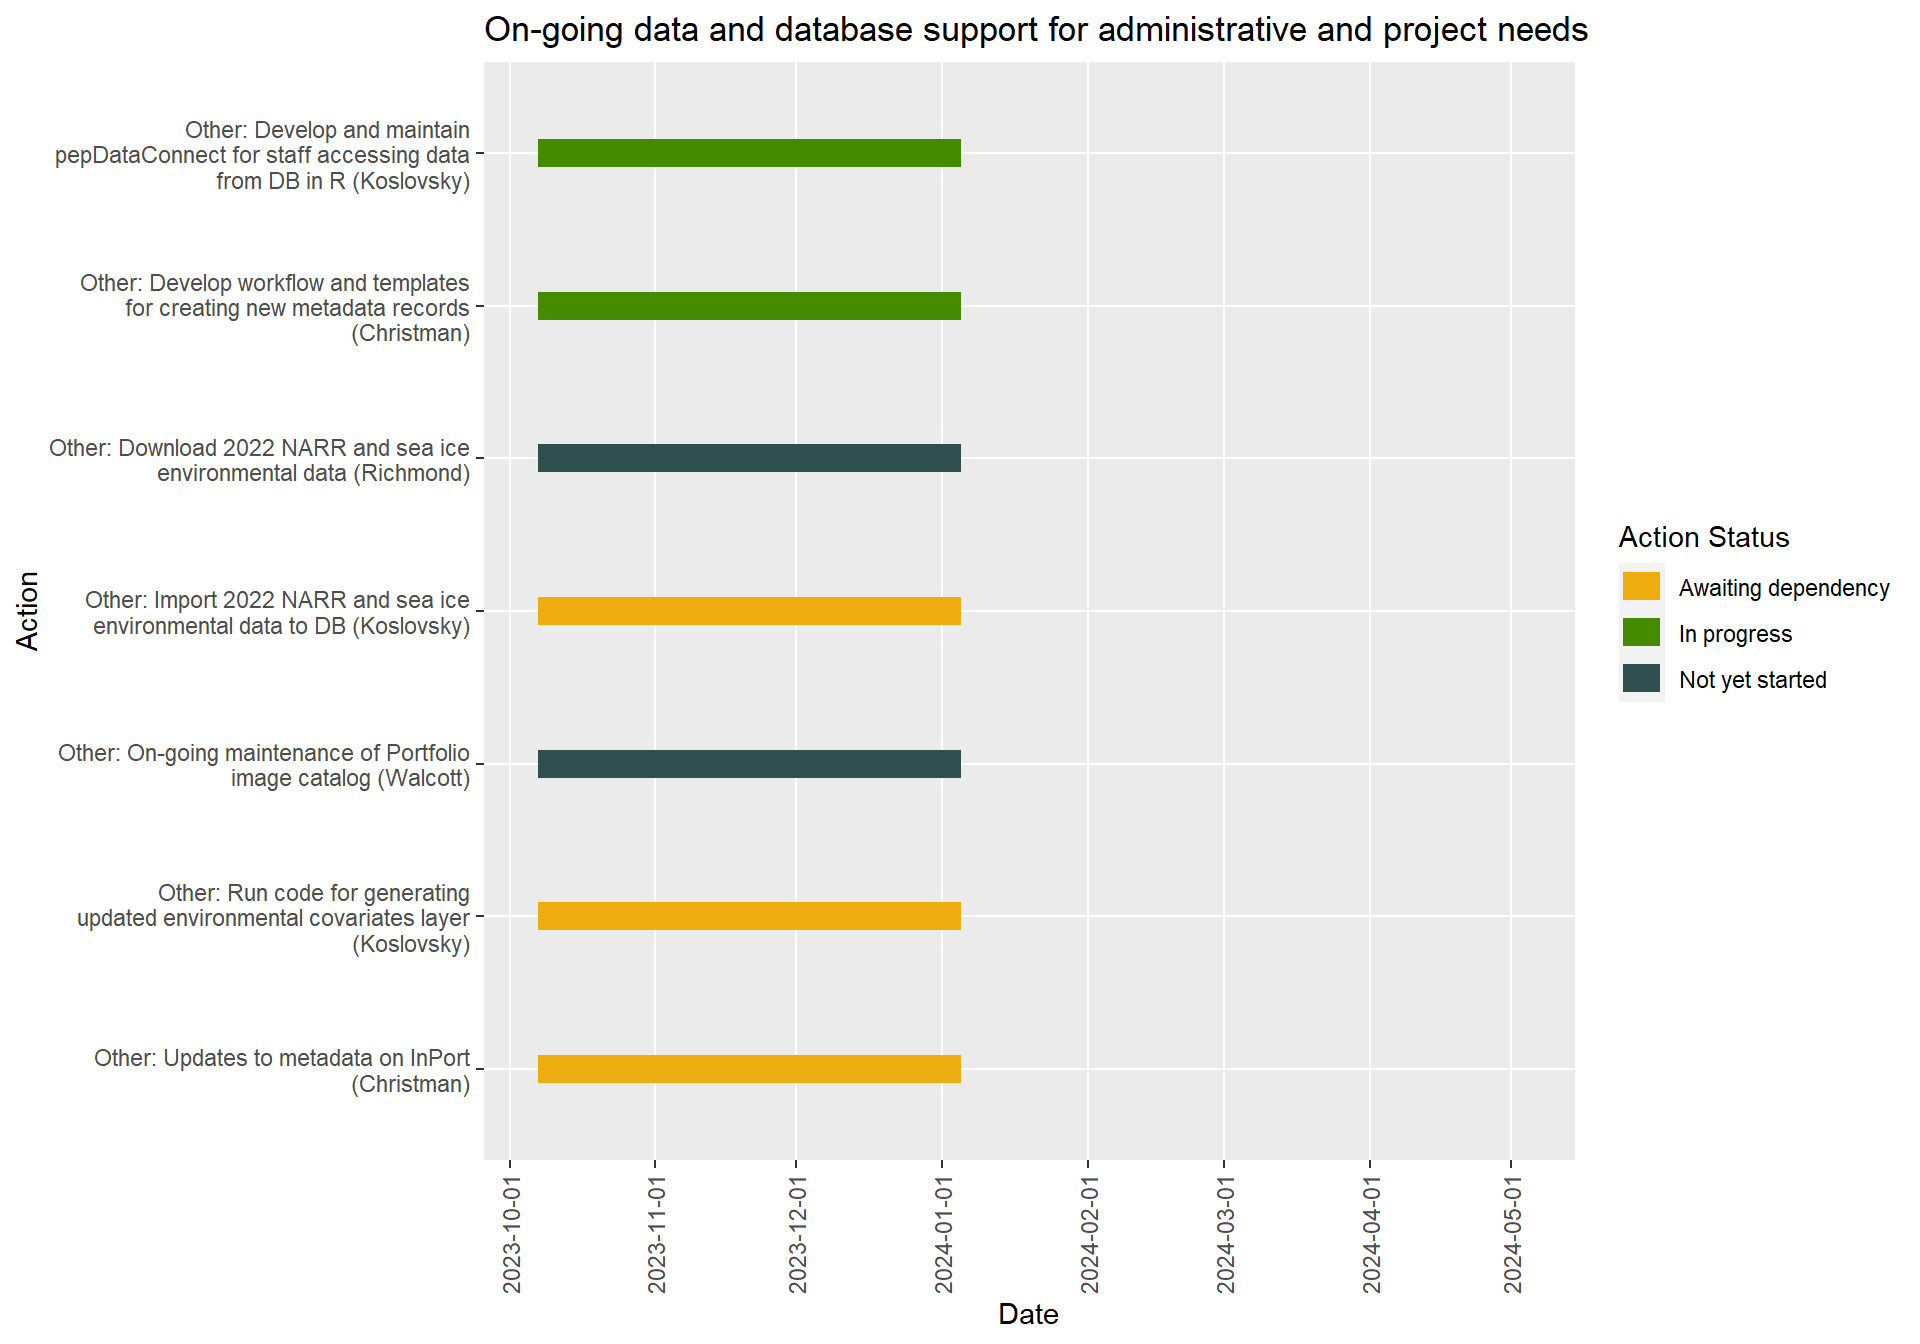 On-going data and database support for administrative and project needs
Other: Develop and maintain
pepDataConnect for staff accessing data
from DB in R (Koslovsky)
Other: Develop workflow and templates
for creating new metadata records
(Christman)
Other: Download 2022 NARR and sea ice
environmental data (Richmond)
Other: Import 2022 NARR and sea ice
environmental data to DB (Koslovsky)
Other: On-going maintenance of Portfolio
image catalog (Walcott)
Other: Run code for generating
updated environmental covariates layer
(Koslovsky)
Other: Updates to metadata on InPort
(Christman)
Action
2023-10-01
2023-11-01
2023-12-01
2024-01-01
2024-02-01
2024-03-01
2024-04-01
2024-05-01
Date
Action Status
Awaiting dependency
In progress
Not yet started